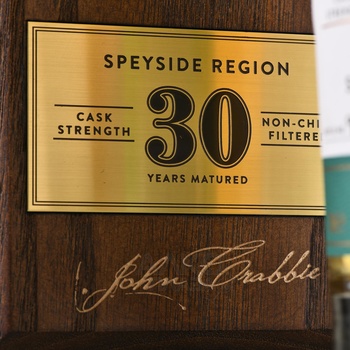 SPEYSIDE REGION
CASK
STRENGTH
30
NON-CHI
FILTERE
YEARS MATURED
John Crabbie